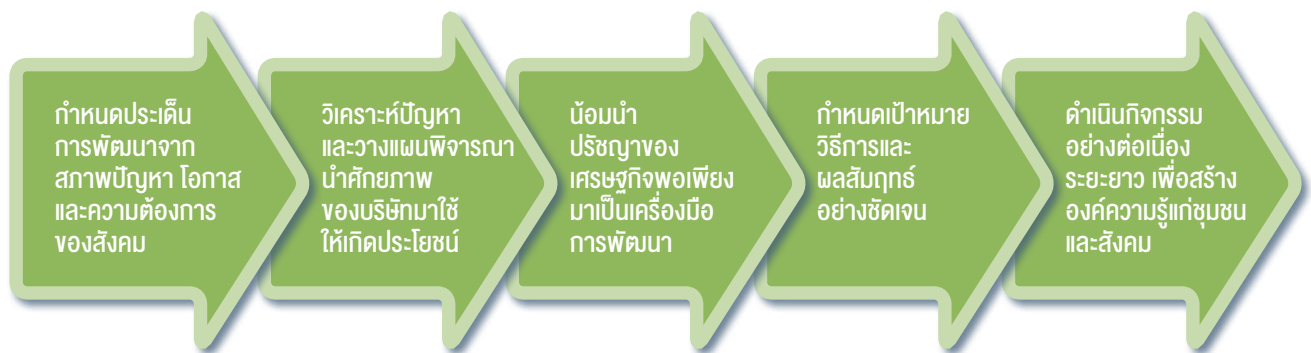 กำหนดประเด็น
การพัฒนาจาก
สภาพปัญหา โอกาส
และความต้องการ
ของสังคม
วิเคราะห์ปัญหา
และวางแผนพิจารณา
นำศักยภาพ
ของบริษัทมาใช้
ให้เกิดประโยชน์
น้อมนำ
ปรัชญาของ
เศรษฐกิจพอเพียง
มาเป็นเครื่องมือ
การพัฒนา
กำหนดเป้าหมาย
วิธีการและ
ผลสัมฤทธ์
อย่างชัดเจน
ดำเนินกิจกรรม
อย่างต่อเนื่อง
ระยะยาว เพื่อสร้าง
องค์ความรู้แก่ชุมชน
และสังคม